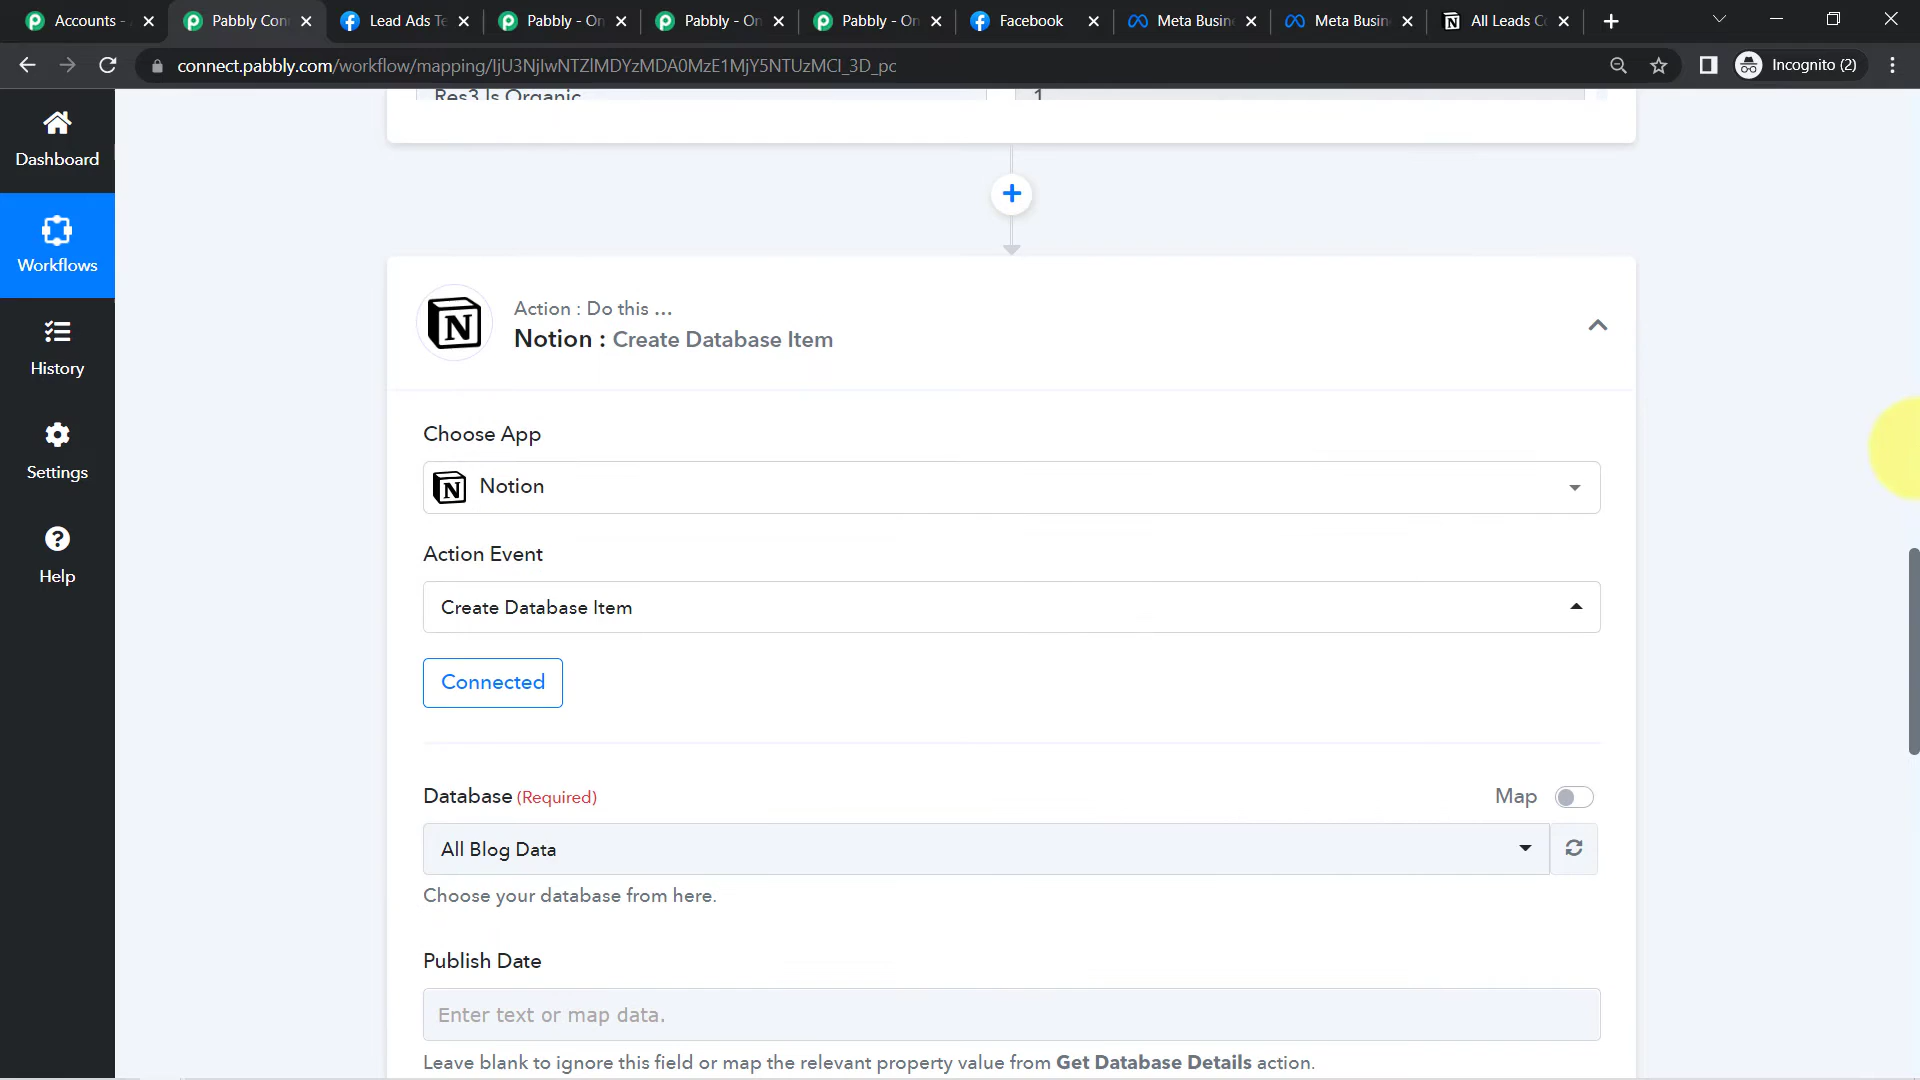 Accounts -
Pabbly Con
Lead Ads Te
Pabbly - On
Pabbly - On
Pabbly - On
Facebook
Meta Busin
Meta Busin
All Leads C
connect.pabbly.com/workflow/mapping/IjU3NjIwNTZlMDYzMDA0MzE1MjY5NTUzMCI_3D_pc
Incognito (2)
Dashboard
Workflows
History
Settings
Help
Res3 Is Organic
1
Action : Do this ...
Notion : Create Database Item
Choose App
Notion
Action Event
Create Database Item
Connected
Database (Required)
Map
All Blog Data
Choose your database from here.
Publish Date
Enter text or map data.
Leave blank to ignore this field or map the relevant property value from Get Database Details action.